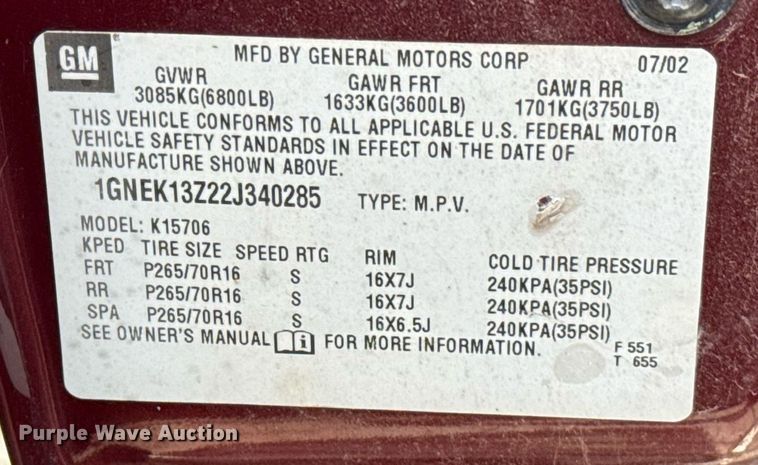 GM MFD BY GENERAL MOTORS CORP 07/02
GVWR GAWR FRT GAWR RR
3085KG(6800LB) 1633KG(3600LB) 1701KG(3750LB)
THIS VEHICLE CONFORMS TO ALL APPLICABLE U.S. FEDERAL MOTOR
VEHICLE SAFETY STANDARDS IN EFFECT ON THE DATE OF
MANUFACTURE SHOWN ABOVE.
1GNEK13Z22J340285 TYPE: M.P.V.
MODEL: K15706
KPED TIRE SIZE SPEED RTG RIM COLD TIRE PRESSURE
FRT P265/70R16 S 16X7J 240KPA(35PSI)
RR P265/70R16 S 16X7J 240KPA(35PSI)
SPA P265/70R16 S 16X6.5J 240KPA(35PSI)
SEE OWNER'S MANUAL i FOR MORE INFORMATION. F 551
T 655
Purple Wave Auction